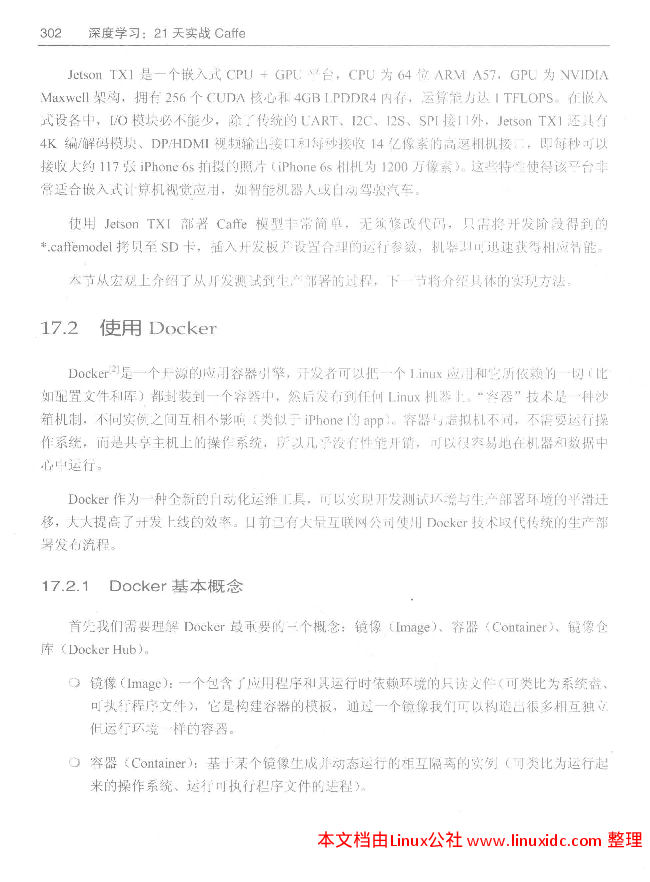 302 深度学习：21 天实战 Caffe
Jetson TX1 是一个嵌入式 CPU + GPU 平台，CPU 为 64 位 ARM A57，GPU 为 NVIDIA
Maxwell 架构，拥有 256 个 CUDA 核心和 4GB LPDDR4 内存，运算能力达 1 TFLOPS。在嵌入
式设备中，I/O 模块必不能少，除了传统的 UART、I2C、I2S、SPI 接口外，Jetson TX1 还具有
4K 编/解码模块、DP/HDMI 视频输出接口和每秒接收 14 亿像素的高速相机接口，即每秒可以
接收大约 117 张 iPhone 6s 拍摄的照片（iPhone 6s 相机为 1200 万像素）。这些特性使得该平台非
常适合嵌入式计算机视觉应用，如智能机器人或自动驾驶汽车。
使用 Jetson TX1 部署 Caffe 模型非常简单，无须修改代码，只需将开发阶段得到的
*.caffemodel 拷贝至 SD 卡，插入开发板并设置合理的运行参数，机器即可迅速获得相应智能。
本节从宏观上介绍了从开发测试到生产部署的过程，下一节将介绍具体的实现方法。
17.2 使用 Docker
Docker[2]是一个开源的应用容器引擎，开发者可以把一个 Linux 应用和它所依赖的一切（比
如配置文件和库）都封装到一个容器中，然后发布到任何 Linux 机器上。“容器”技术是一种沙
箱机制，不同实例之间互相不影响（类似于 iPhone 的 app）。容器与虚拟机不同，不需要运行操
作系统，而是共享主机上的操作系统，所以几乎没有性能开销，可以很容易地在机器和数据中
心中运行。
Docker 作为一种全新的自动化运维工具，可以实现开发测试环境与生产部署环境的平滑迁
移，大大提高了开发上线的效率。目前已有大量互联网公司使用 Docker 技术取代传统的生产部
署发布流程。
17.2.1 Docker 基本概念
首先我们需要理解 Docker 最重要的三个概念：镜像（Image）、容器（Container）、镜像仓
库（Docker Hub）。
❍ 镜像（Image）：一个包含了应用程序和其运行时依赖环境的只读文件（可类比为系统盘、
可执行程序文件），它是构建容器的模板，通过一个镜像我们可以构造出很多相互独立
但运行环境一样的容器。
❍ 容器（Container）：基于某个镜像生成并动态运行的相互隔离的实例（可类比为运行起
来的操作系统、运行可执行程序文件的进程）。
本文档由Linux公社 www.linuxidc.com 整理